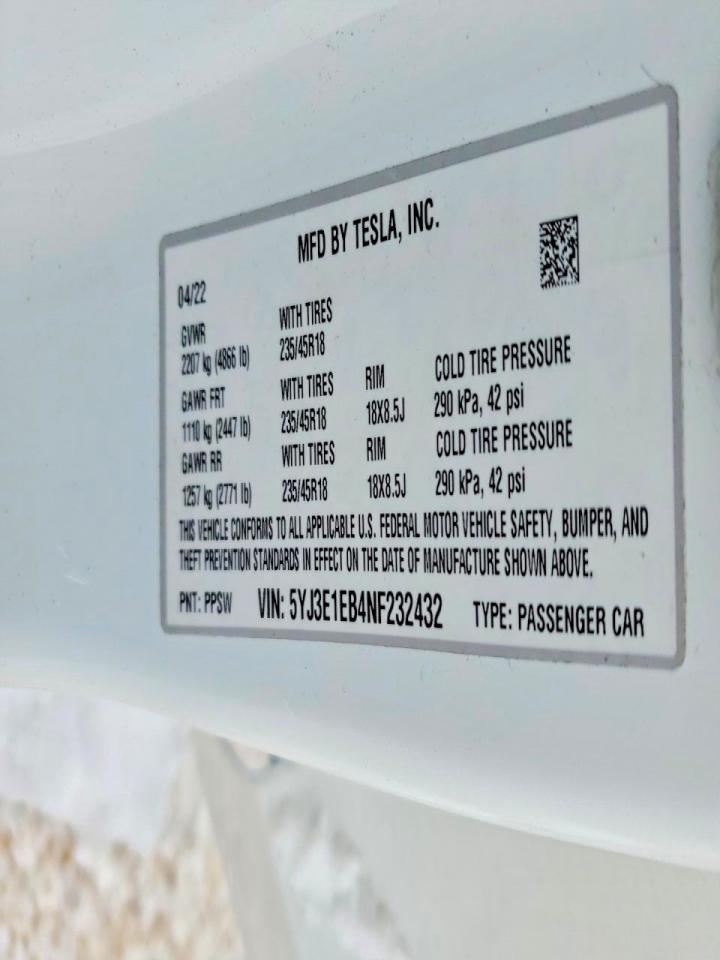 MFD BY TESLA, INC.
04/22
GVWR WITH TIRES
2207 kg (4866 lb) 235/45R18
GAWR FRT WITH TIRES RIM COLD TIRE PRESSURE
1110 kg (2447 lb) 235/45R18 18X8.5J 290 kPa, 42 psi
GAWR RR WITH TIRES RIM COLD TIRE PRESSURE
1257 kg (2771 lb) 235/45R18 18X8.5J 290 kPa, 42 psi
THIS VEHICLE CONFORMS TO ALL APPLICABLE U.S. FEDERAL MOTOR VEHICLE SAFETY, BUMPER, AND
THEFT PREVENTION STANDARDS IN EFFECT ON THE DATE OF MANUFACTURE SHOWN ABOVE.
PNT: PPSW VIN: 5YJ3E1EB4NF232432 TYPE: PASSENGER CAR